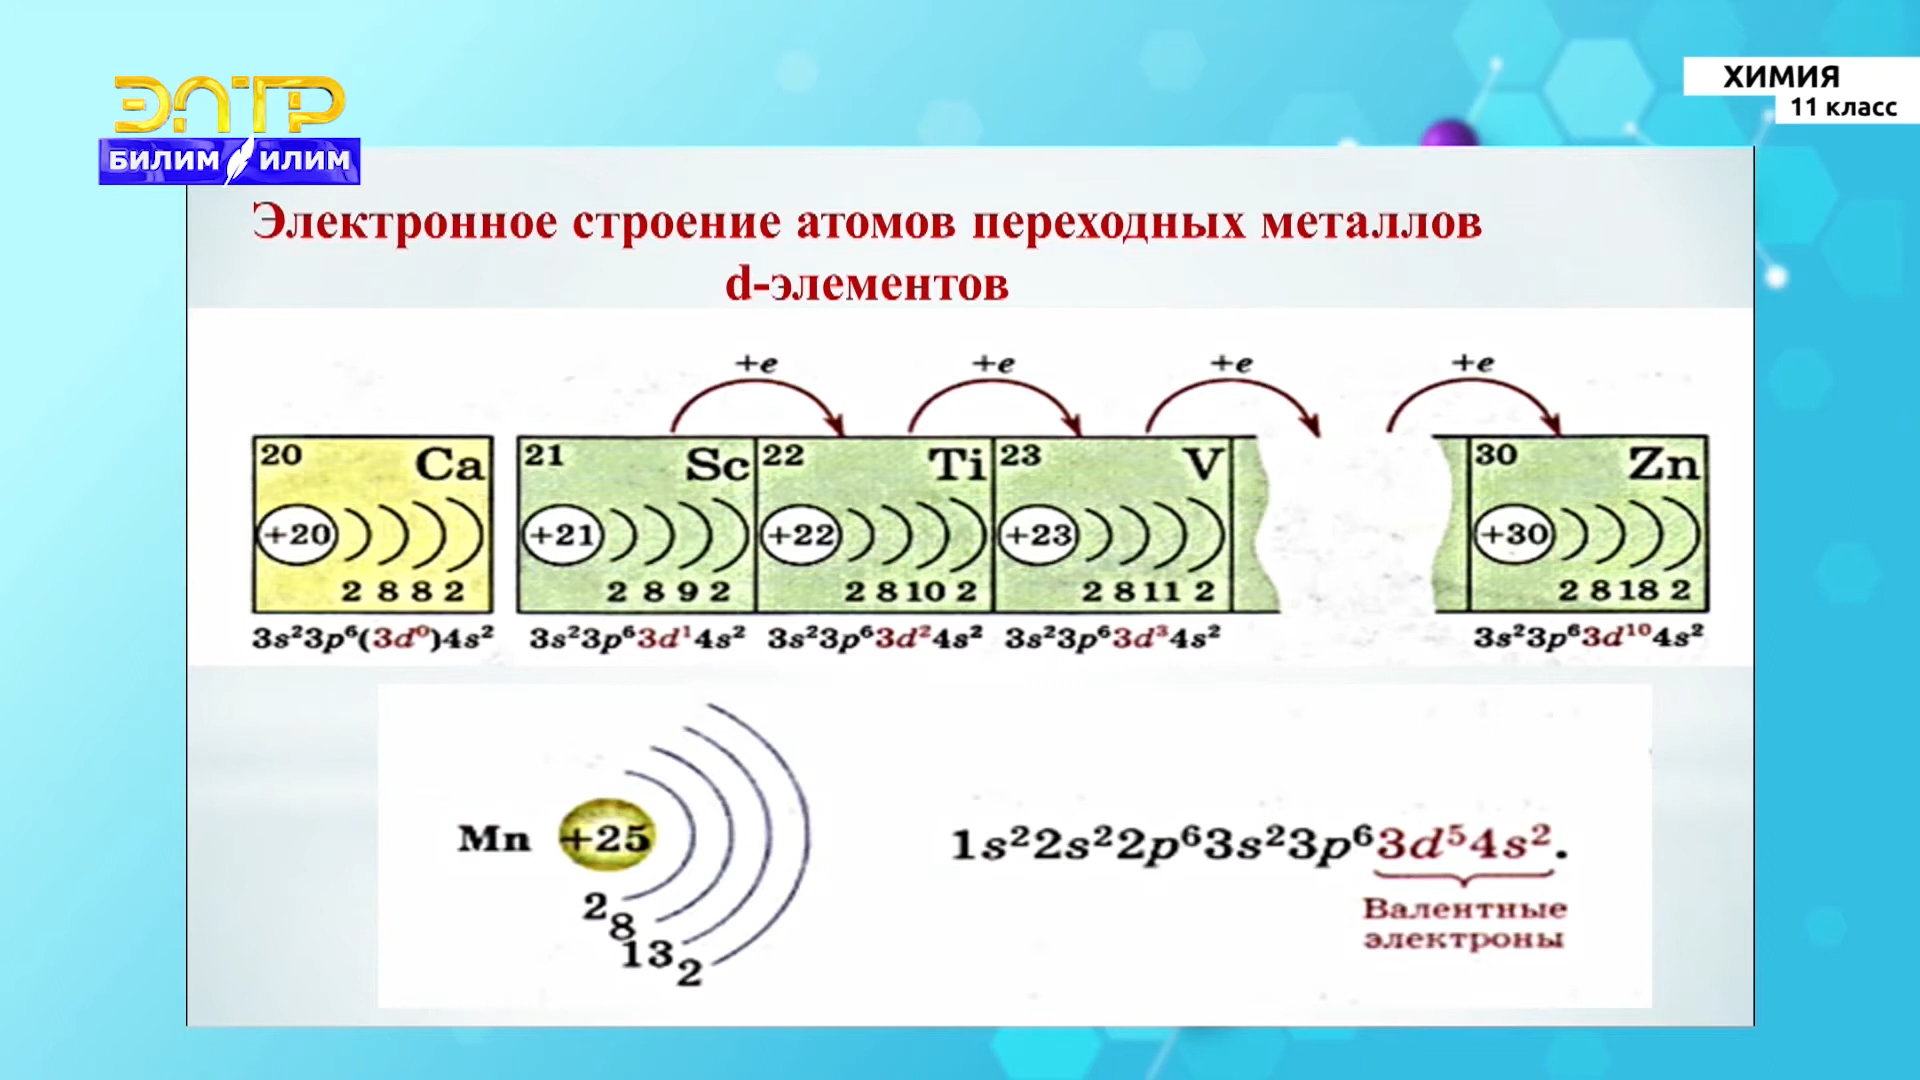 ЭЛТР
БИЛИМ ИЛИМ
ХИМИЯ
11 класс
Электронное строение атомов переходных металлов
d-элементов
+e +e +e +e
20 Ca 21 Sc 22 Ti 23 V 30 Zn
+20 +21 +22 +23 +30
2 8 8 2 2 8 9 2 2 8 10 2 2 8 11 2 2 8 18 2
3s²3p⁶(3d⁰)4s² 3s²3p⁶3d¹4s² 3s²3p⁶3d²4s² 3s²3p⁶3d³4s² 3s²3p⁶3d¹⁰4s²
Mn +25
2 8 13 2
1s²2s²2p⁶3s²3p⁶3d⁵4s².
Валентные
электроны